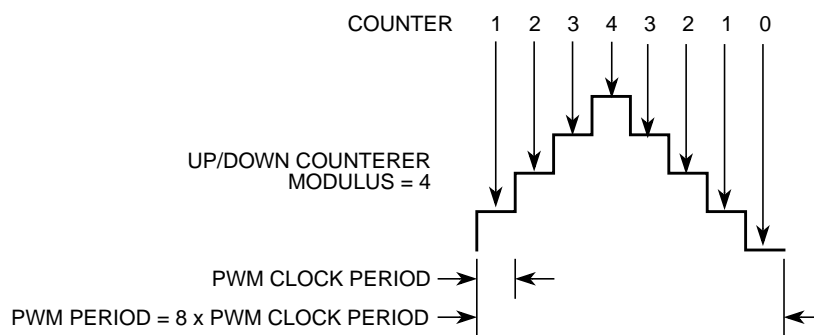 COUNTER 1 2 3 4 3 2 1 0
UP/DOWN COUNTERER
MODULUS = 4
PWM CLOCK PERIOD
PWM PERIOD = 8 x PWM CLOCK PERIOD